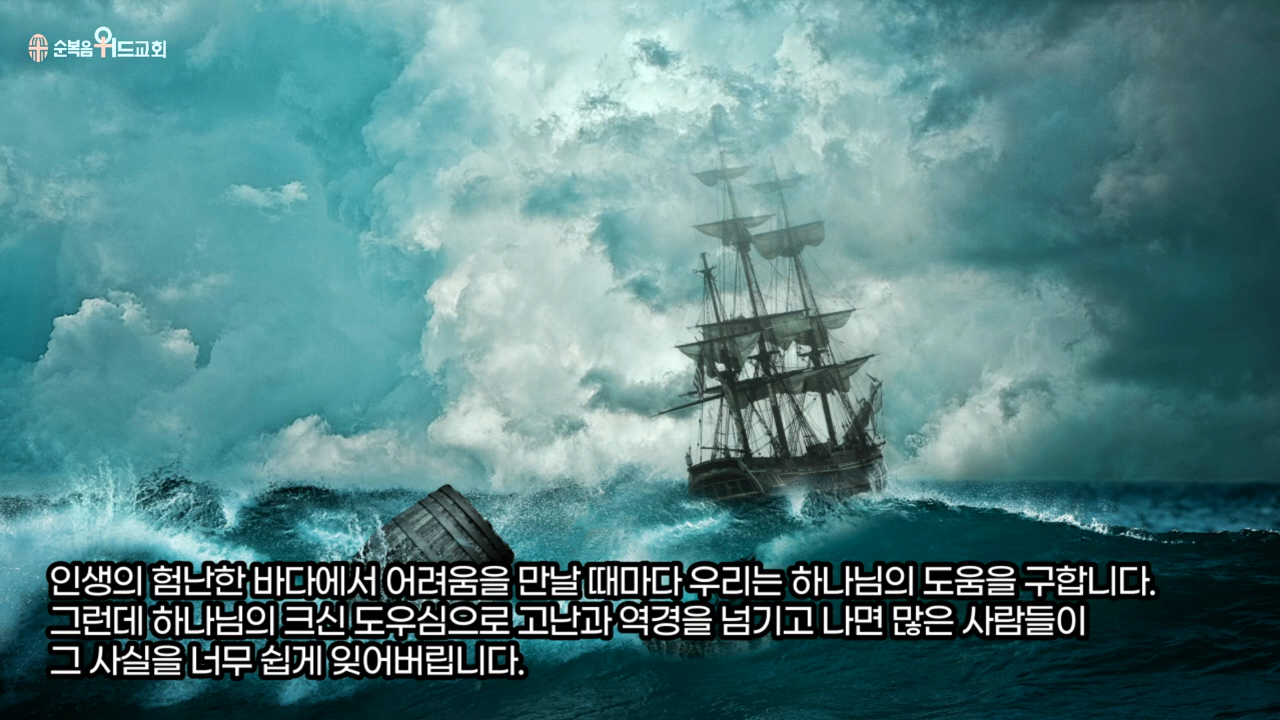 순복음위드교회
인생의 험난한 바다에서 어려움을 만날 때마다 우리는 하나님의 도움을 구합니다.
그런데 하나님의 크신 도우심으로 고난과 역경을 넘기고 나면 많은 사람들이
그 사실을 너무 쉽게 잊어버립니다.